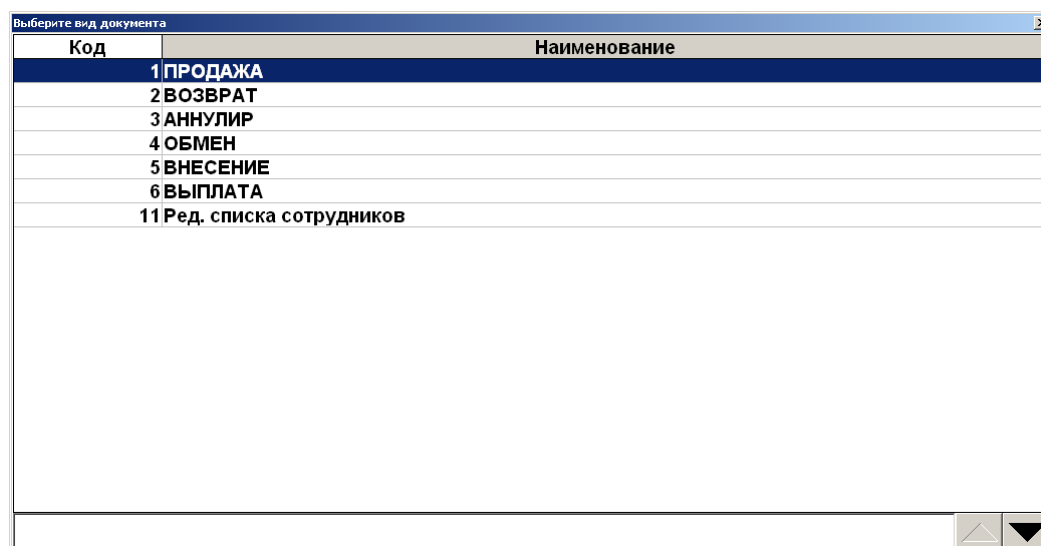 Выберите вид документа
Код Наименование
1 ПРОДАЖА
2 ВОЗВРАТ
3 АННУЛИР
4 ОБМЕН
5 ВНЕСЕНИЕ
6 ВЫПЛАТА
11 Ред. списка сотрудников